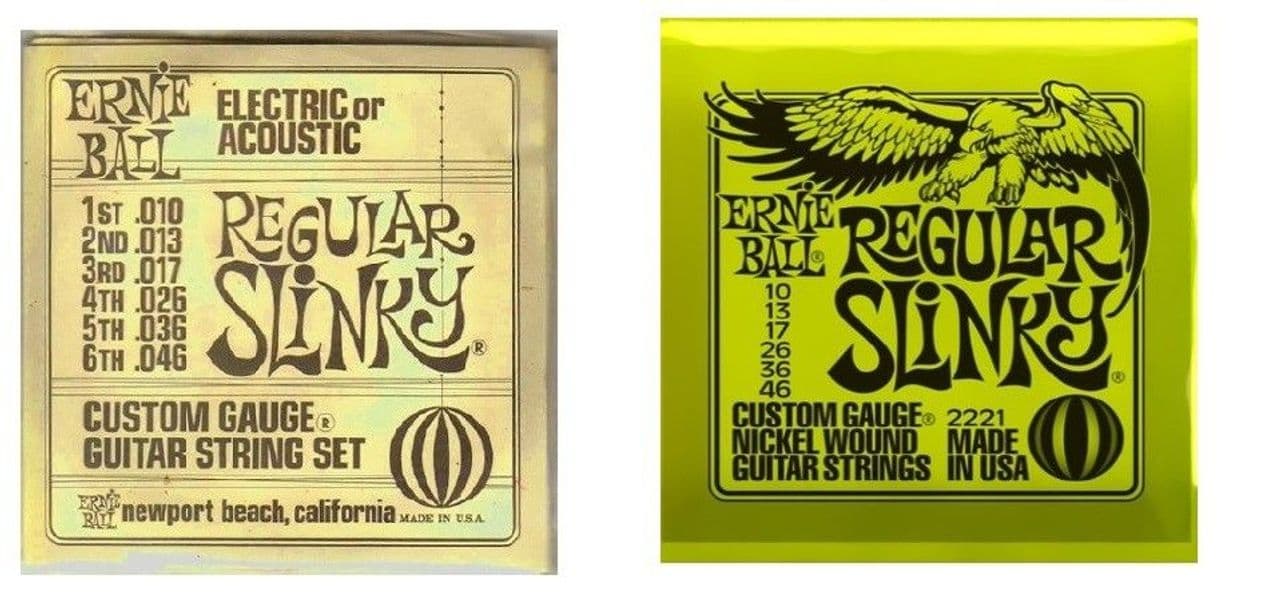 ERNIE
BALL
ELECTRIC or
ACOUSTIC
1ST .010
2ND .013
3RD .017
4TH .026
5TH .036
6TH .046
REGULAR
SLINKY®
CUSTOM GAUGE®
GUITAR STRING SET
ERNIE
BALL
newport beach, california MADE IN U.S.A.
ERNIE
BALL®
REGULAR
SLINKY®
10
13
17
26
36
46
CUSTOM GAUGE®
NICKEL WOUND
GUITAR STRINGS
2221
MADE
IN USA